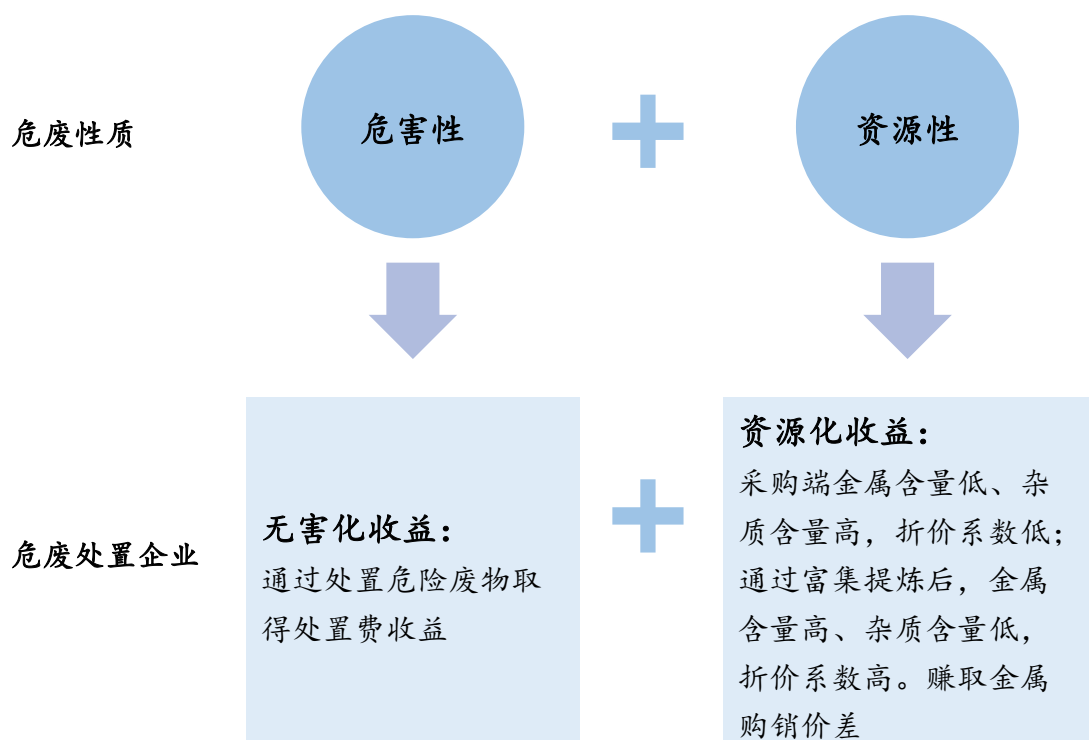 危废性质
危害性
资源性
危废处置企业
无害化收益：
通过处置危险废物取
得处置费收益
资源化收益：
采购端金属含量低、杂
质含量高，折价系数低；
通过富集提炼后，金属
含量高、杂质含量低，
折价系数高。赚取金属
购销价差